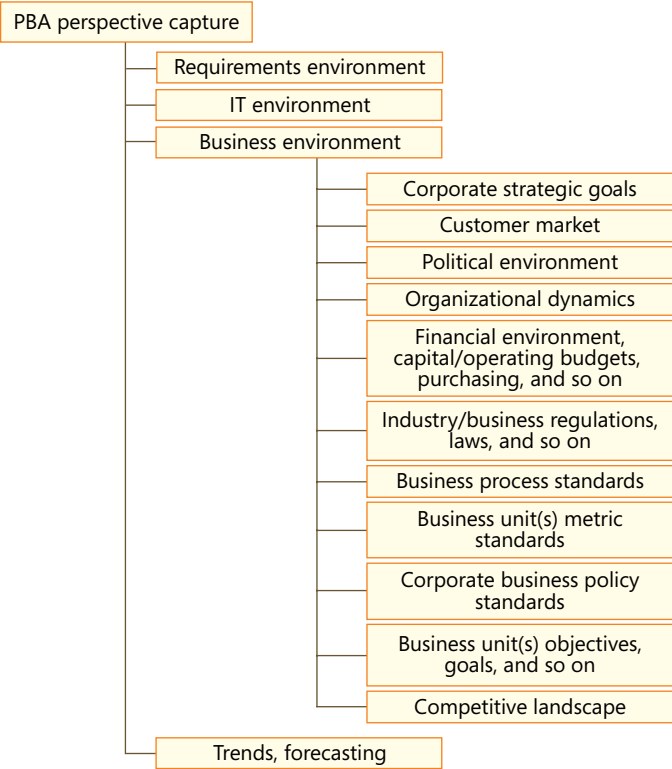 PBA perspective capture
Requirements environment
IT environment
Business environment
Corporate strategic goals
Customer market
Political environment
Organizational dynamics
Financial environment,
capital/operating budgets,
purchasing, and so on
Industry/business regulations,
laws, and so on
Business process standards
Business unit(s) metric
standards
Corporate business policy
standards
Business unit(s) objectives,
goals, and so on
Competitive landscape
Trends, forecasting